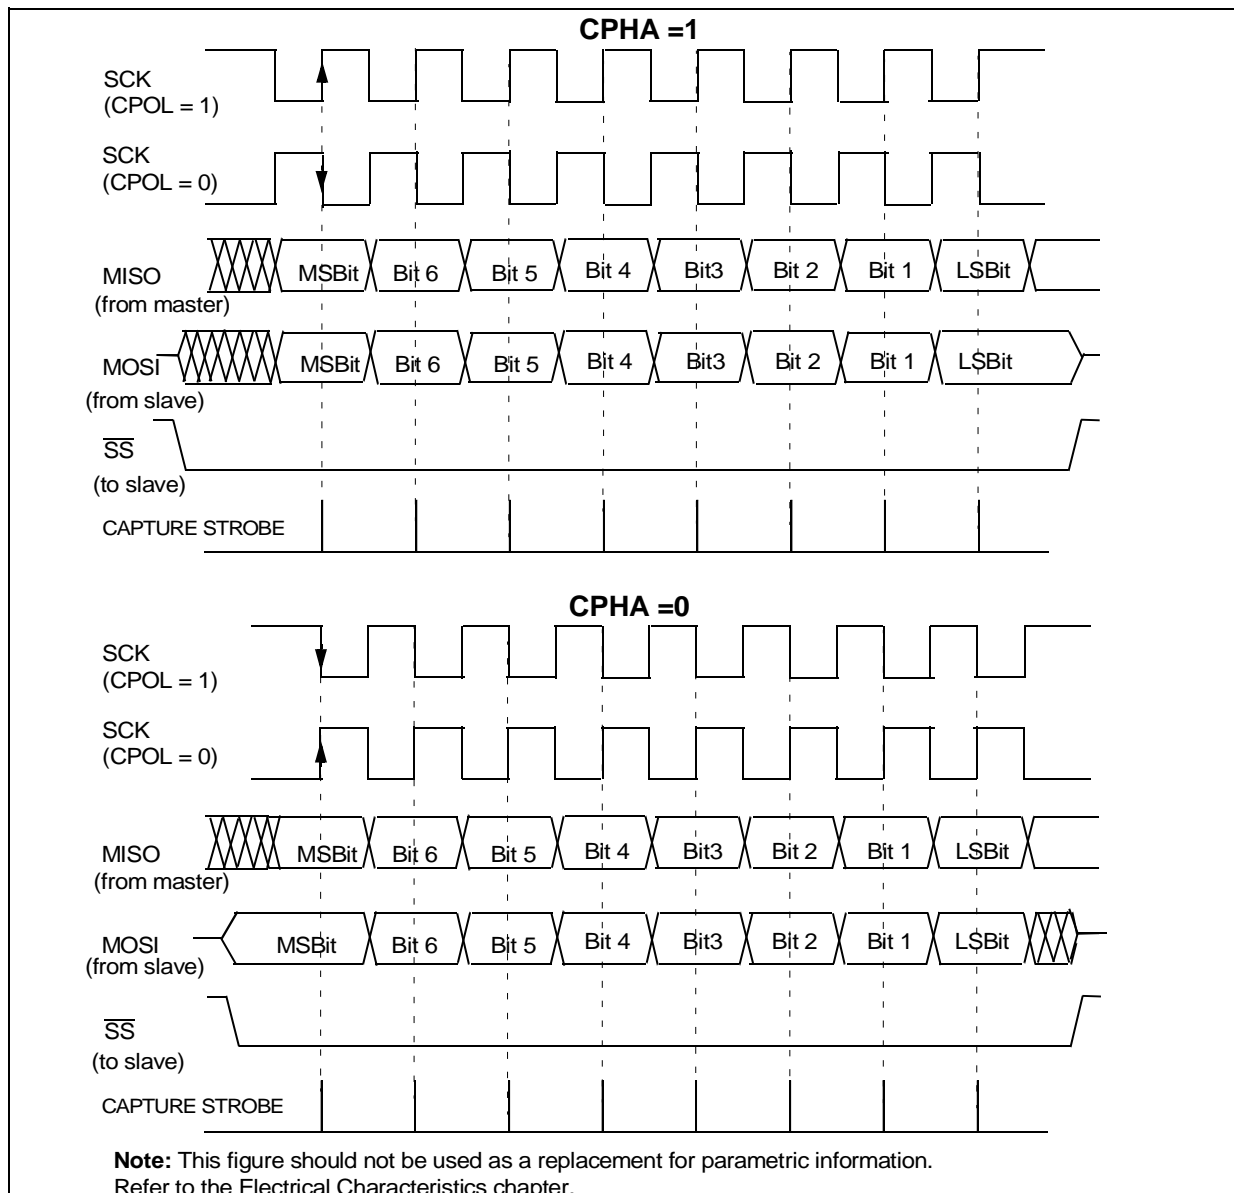 CPHA =1
SCK
(CPOL = 1)
SCK
(CPOL = 0)
MISO
(from master)
MSBit Bit 6 Bit 5 Bit 4 Bit3 Bit 2 Bit 1 LSBit
MOSI
(from slave)
MSBit Bit 6 Bit 5 Bit 4 Bit3 Bit 2 Bit 1 LSBit
SS
(to slave)
CAPTURE STROBE
CPHA =0
SCK
(CPOL = 1)
SCK
(CPOL = 0)
MISO
(from master)
MSBit Bit 6 Bit 5 Bit 4 Bit3 Bit 2 Bit 1 LSBit
MOSI
(from slave)
MSBit Bit 6 Bit 5 Bit 4 Bit3 Bit 2 Bit 1 LSBit
SS
(to slave)
CAPTURE STROBE
Note: This figure should not be used as a replacement for parametric information.
Refer to the Electrical Characteristics chapter.